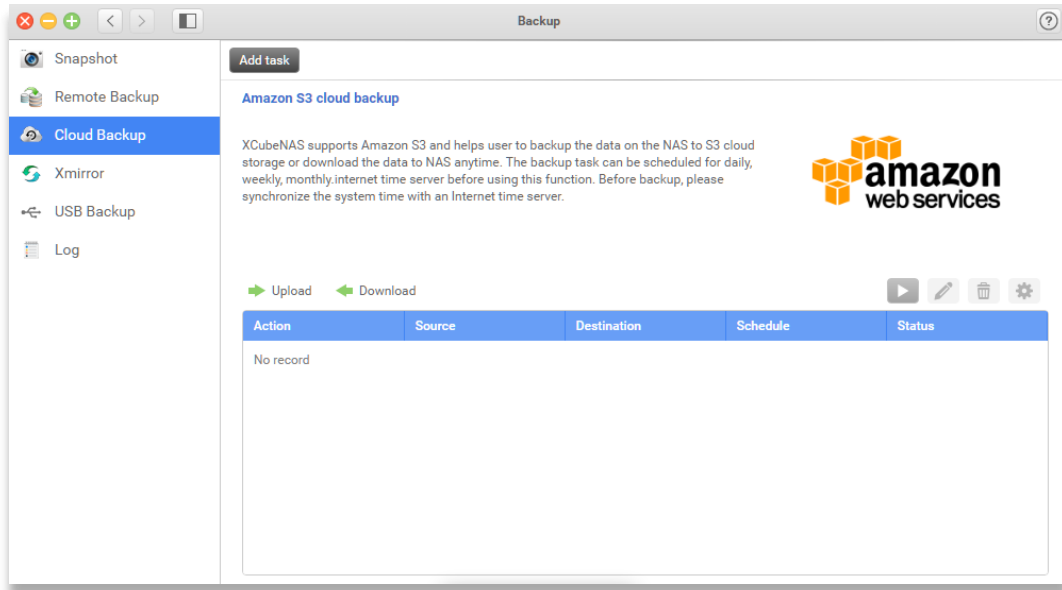 Backup
?
Snapshot
Remote Backup
Cloud Backup
Xmirror
USB Backup
Log
Add task
Amazon S3 cloud backup
XCubeNAS supports Amazon S3 and helps user to backup the data on the NAS to S3 cloud
storage or download the data to NAS anytime. The backup task can be scheduled for daily,
weekly, monthly.internet time server before using this function. Before backup, please
synchronize the system time with an Internet time server.
amazon
web services
Upload Download
Action Source Destination Schedule Status
No record